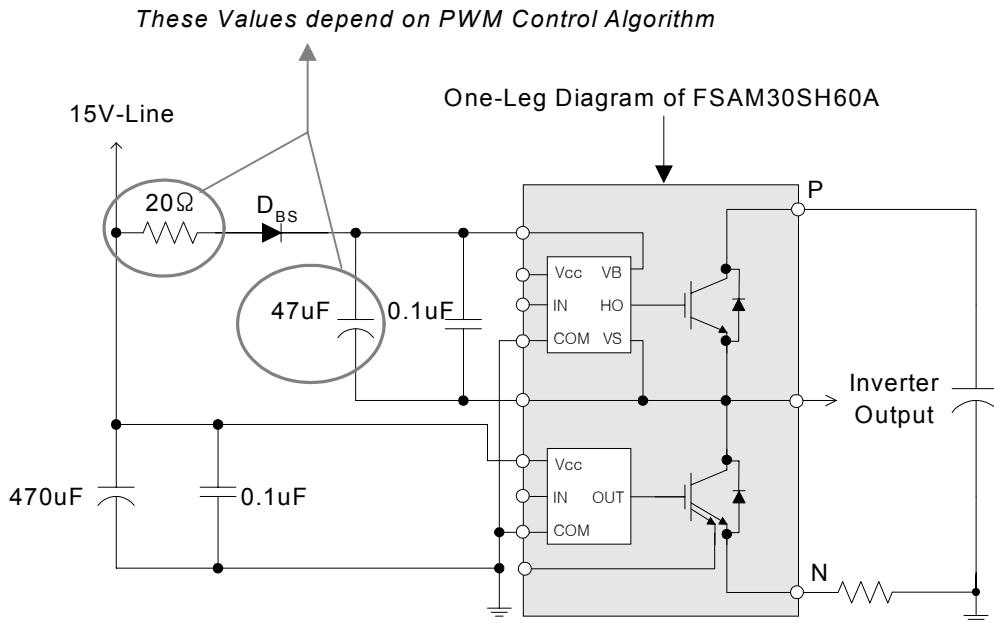 These Values depend on PWM Control Algorithm
One-Leg Diagram of FSAM30SH60A
15V-Line
P
20Ω
DBS
Vcc
VB
IN
HO
COM
VS
47uF
0.1uF
Inverter
Output
Vcc
IN
OUT
COM
470uF
0.1uF
N